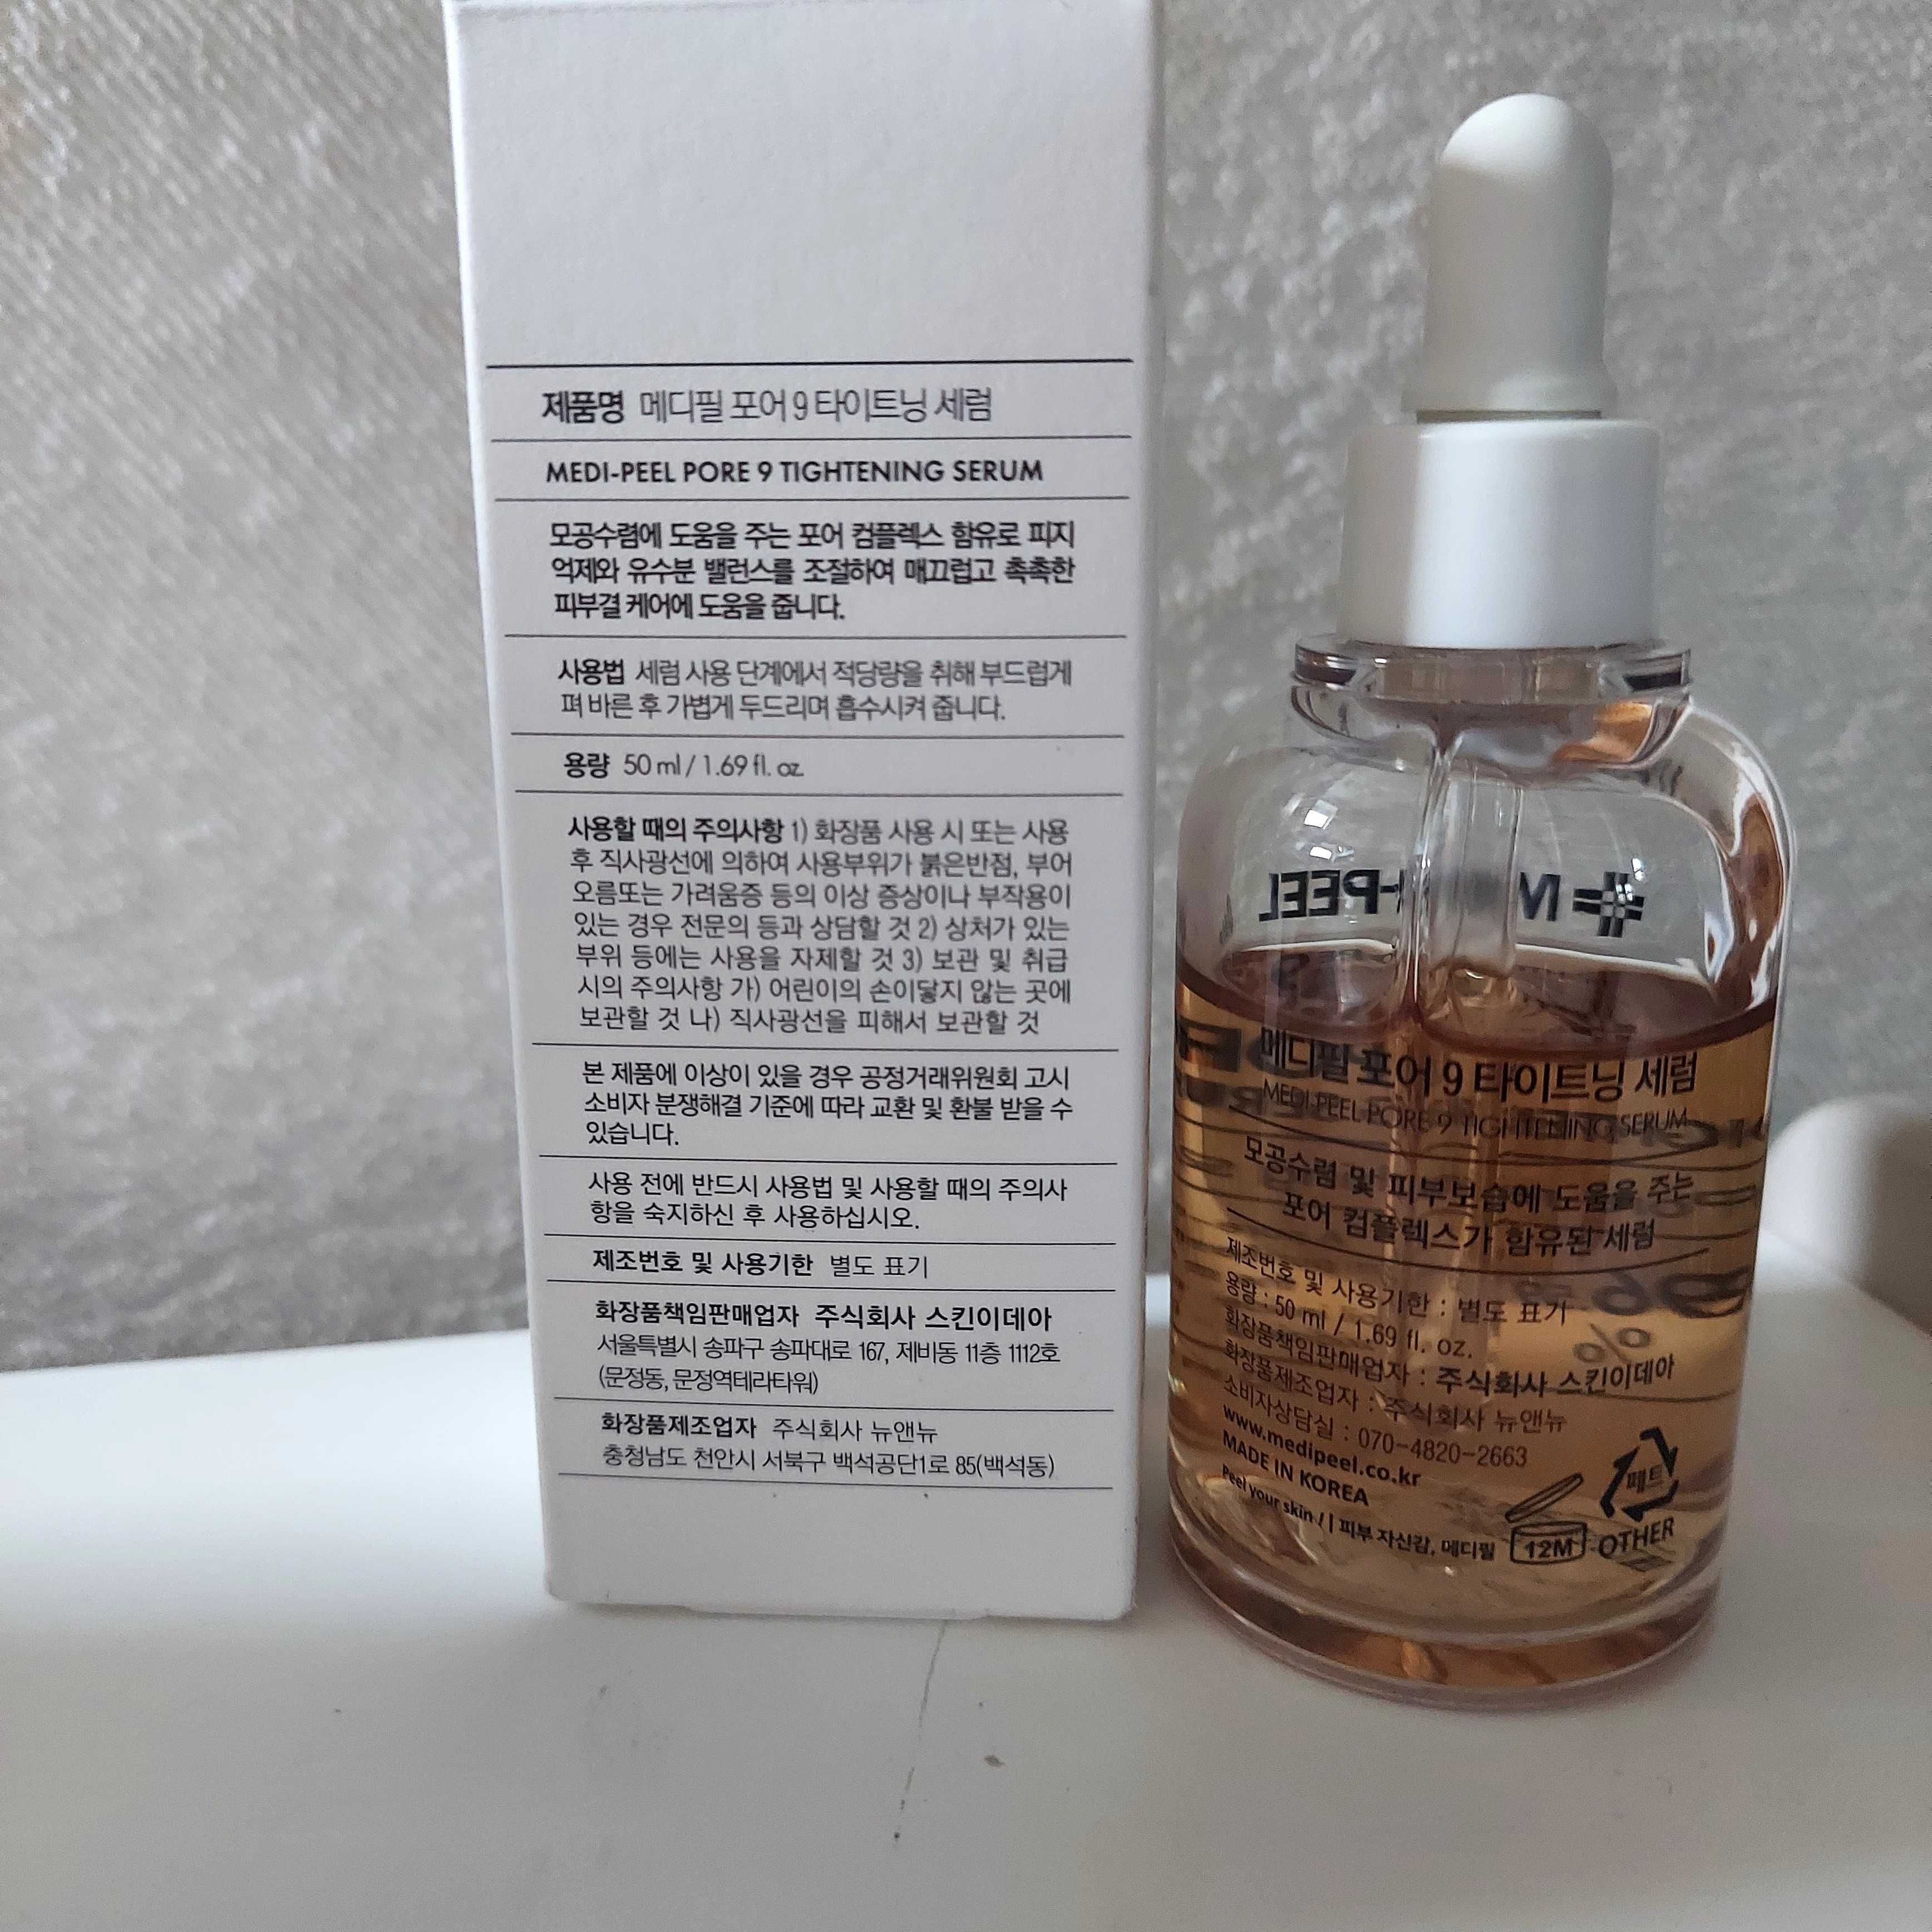 제품명 메디필 포어 9 타이트닝 세럼
MEDI-PEEL PORE 9 TIGHTENING SERUM
모공수렴에 도움을 주는 포어 컴플렉스 함유로 피지
억제와 유수분 밸런스를 조절하여 매끄럽고 촉촉한
피부결 케어에 도움을 줍니다.
사용법 세럼 사용 단계에서 적당량을 취해 부드럽게
펴 바른 후 가볍게 두드리며 흡수시켜 줍니다.
용량 50 ml / 1.69 fl. oz.
사용할 때의 주의사항 1) 화장품 사용 시 또는 사용
후 직사광선에 의하여 사용부위가 붉은반점, 부어
오름또는 가려움증 등의 이상 증상이나 부작용이
있는 경우 전문의 등과 상담할 것 2) 상처가 있는
부위 등에는 사용을 자제할 것 3) 보관 및 취급
시의 주의사항 가) 어린이의 손이닿지 않는 곳에
보관할 것 나) 직사광선을 피해서 보관할 것
본 제품에 이상이 있을 경우 공정거래위원회 고시
소비자 분쟁해결 기준에 따라 교환 및 환불 받을 수
있습니다.
사용 전에 반드시 사용법 및 사용할 때의 주의사
항을 숙지하신 후 사용하십시오.
제조번호 및 사용기한 별도 표기
화장품책임판매업자 주식회사 스킨이데아
서울특별시 송파구 송파대로 167, 제비동 11층 1112호
(문정동, 문정역테라타워)
화장품제조업자 주식회사 뉴앤뉴
충청남도 천안시 서북구 백석공단1로 85(백석동)
메디필 포어 9 타이트닝 세럼
MEDI-PEEL PORE 9 TIGHTENING SERUM
모공수렴 및 피부보습에 도움을 주는
포어 컴플렉스가 함유된 세럼
제조번호 및 사용기한 : 별도 표기
용량 : 50 ml / 1.69 fl. oz.
화장품책임판매업자 : 주식회사 스킨이데아
화장품제조업자 : 주식회사 뉴앤뉴
소비자상담실 : 070-4820-2663
www.medipeel.co.kr
MADE IN KOREA
Peel your skin / | 피부 자신감, 메디필
12M
페트
OTHER